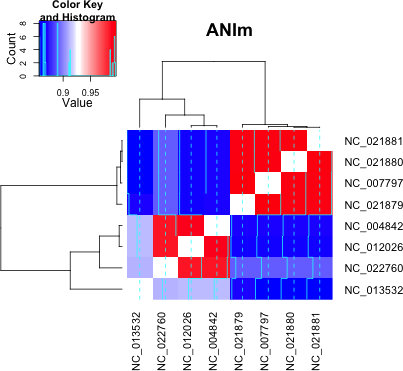 Color Key
and Histogram
Count
0 2 4 6 8
0.9 0.95
Value
ANIm
NC_021881
NC_021880
NC_007797
NC_021879
NC_004842
NC_012026
NC_022760
NC_013532
NC_013532
NC_022760
NC_012026
NC_004842
NC_021879
NC_007797
NC_021880
NC_021881